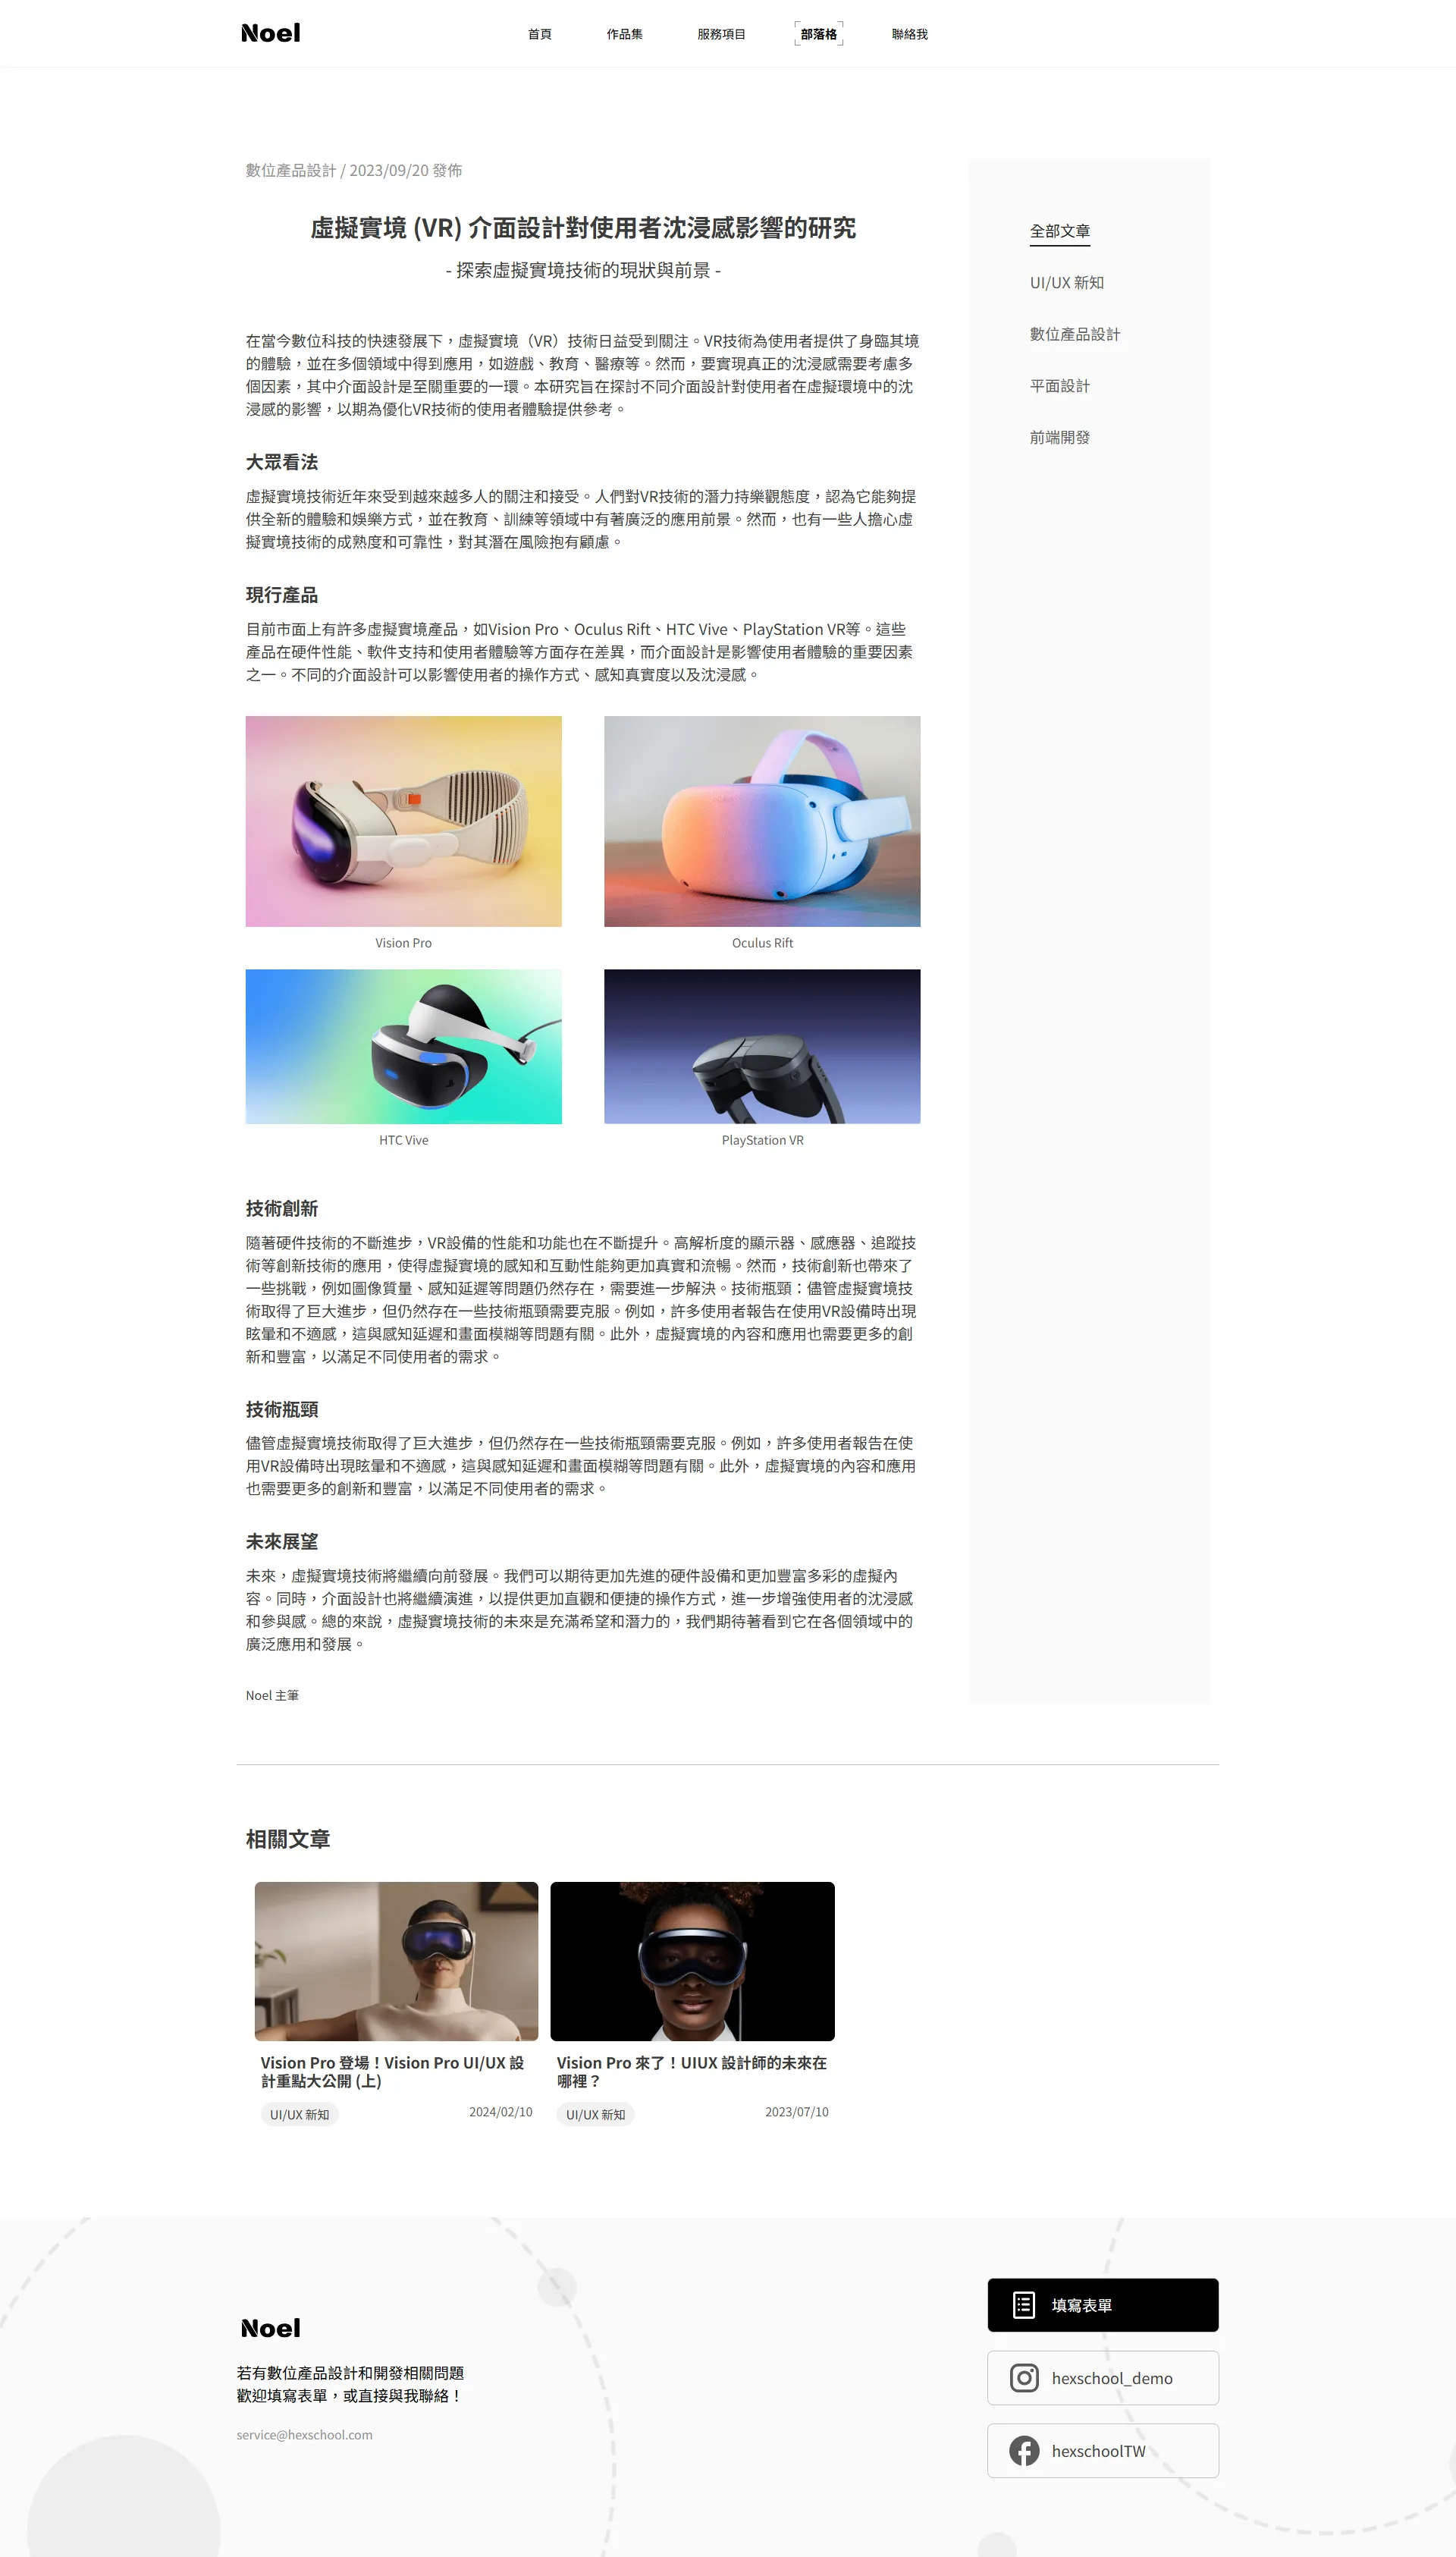 Noel
首頁
作品集
服務項目
部落格
聯絡我
數位產品設計 / 2023/09/20 發佈
虛擬實境 (VR) 介面設計對使用者沈浸感影響的研究
- 探索虛擬實境技術的現狀與前景 -
在當今數位科技的快速發展下，虛擬實境（VR）技術日益受到關注。VR技術為使用者提供了身臨其境
的體驗，並在多個領域中得到應用，如遊戲、教育、醫療等。然而，要實現真正的沈浸感需要考慮多
個因素，其中介面設計是至關重要的一環。本研究旨在探討不同介面設計對使用者在虛擬環境中的沈
浸感的影響，以期為優化VR技術的使用者體驗提供參考。
大眾看法
虛擬實境技術近年來受到越來越多人的關注和接受。人們對VR技術的潛力持樂觀態度，認為它能夠提
供全新的體驗和娛樂方式，並在教育、訓練等領域中有著廣泛的應用前景。然而，也有一些人擔心虛
擬實境技術的成熟度和可靠性，對其潛在風險抱有顧慮。
現行產品
目前市面上有許多虛擬實境產品，如Vision Pro、Oculus Rift、HTC Vive、PlayStation VR等。這些
產品在硬件性能、軟件支持和使用者體驗等方面存在差異，而介面設計是影響使用者體驗的重要因素
之一。不同的介面設計可以影響使用者的操作方式、感知真實度以及沈浸感。
Vision Pro
Oculus Rift
HTC Vive
PlayStation VR
技術創新
隨著硬件技術的不斷進步，VR設備的性能和功能也在不斷提升。高解析度的顯示器、感應器、追蹤技
術等創新技術的應用，使得虛擬實境的感知和互動性能夠更加真實和流暢。然而，技術創新也帶來了
一些挑戰，例如圖像質量、感知延遲等問題仍然存在，需要進一步解決。技術瓶頸：儘管虛擬實境技
術取得了巨大進步，但仍然存在一些技術瓶頸需要克服。例如，許多使用者報告在使用VR設備時出現
眩暈和不適感，這與感知延遲和畫面模糊等問題有關。此外，虛擬實境的內容和應用也需要更多的創
新和豐富，以滿足不同使用者的需求。
技術瓶頸
儘管虛擬實境技術取得了巨大進步，但仍然存在一些技術瓶頸需要克服。例如，許多使用者報告在使
用VR設備時出現眩暈和不適感，這與感知延遲和畫面模糊等問題有關。此外，虛擬實境的內容和應用
也需要更多的創新和豐富，以滿足不同使用者的需求。
未來展望
未來，虛擬實境技術將繼續向前發展。我們可以期待更加先進的硬件設備和更加豐富多彩的虛擬內
容。同時，介面設計也將繼續演進，以提供更加直觀和便捷的操作方式，進一步增強使用者的沈浸感
和參與感。總的來說，虛擬實境技術的未來是充滿希望和潛力的，我們期待著看到它在各個領域中的
廣泛應用和發展。
Noel 主筆
全部文章
UI/UX 新知
數位產品設計
平面設計
前端開發
相關文章
Vision Pro 登場！Vision Pro UI/UX 設
計重點大公開 (上)
UI/UX 新知
2024/02/10
Vision Pro 來了！UIUX 設計師的未來在
哪裡？
UI/UX 新知
2023/07/10
Noel
若有數位產品設計和開發相關問題
歡迎填寫表單，或直接與我聯絡！
service@hexschool.com
填寫表單
hexschool_demo
hexschoolTW